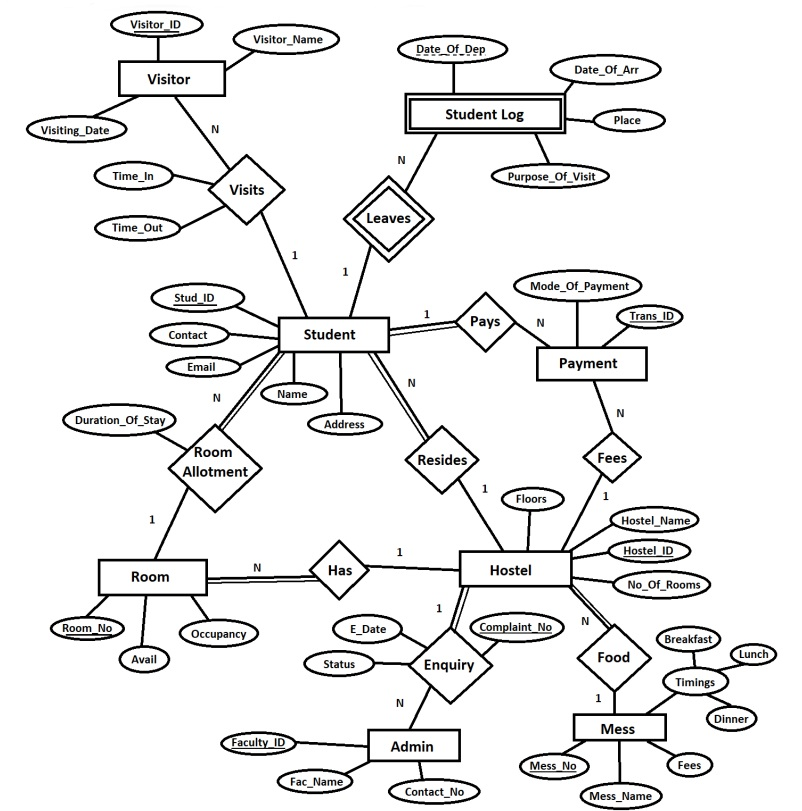 Visitor_ID
Visitor_Name
Visitor
Visiting_Date
N
Time_In
Visits
Time_Out
1
Date_Of_Dep
Date_Of_Arr
Student Log
Place
Purpose_Of_Visit
N
Leaves
1
Stud_ID
Contact
Student
Email
Name
Address
1
Pays
N
Mode_Of_Payment
Trans_ID
Payment
N
Fees
1
N
Duration_Of_Stay
Room
Allotment
1
N
Resides
1
Floors
Hostel_Name
Hostel_ID
Hostel
No_Of_Rooms
Room
N
Has
1
Room_No
Avail
Occupancy
1
E_Date
Complaint_No
Status
Enquiry
N
N
Food
1
Breakfast
Lunch
Timings
Dinner
Mess
Mess_No
Fees
Mess_Name
Faculty_ID
Admin
Fac_Name
Contact_No